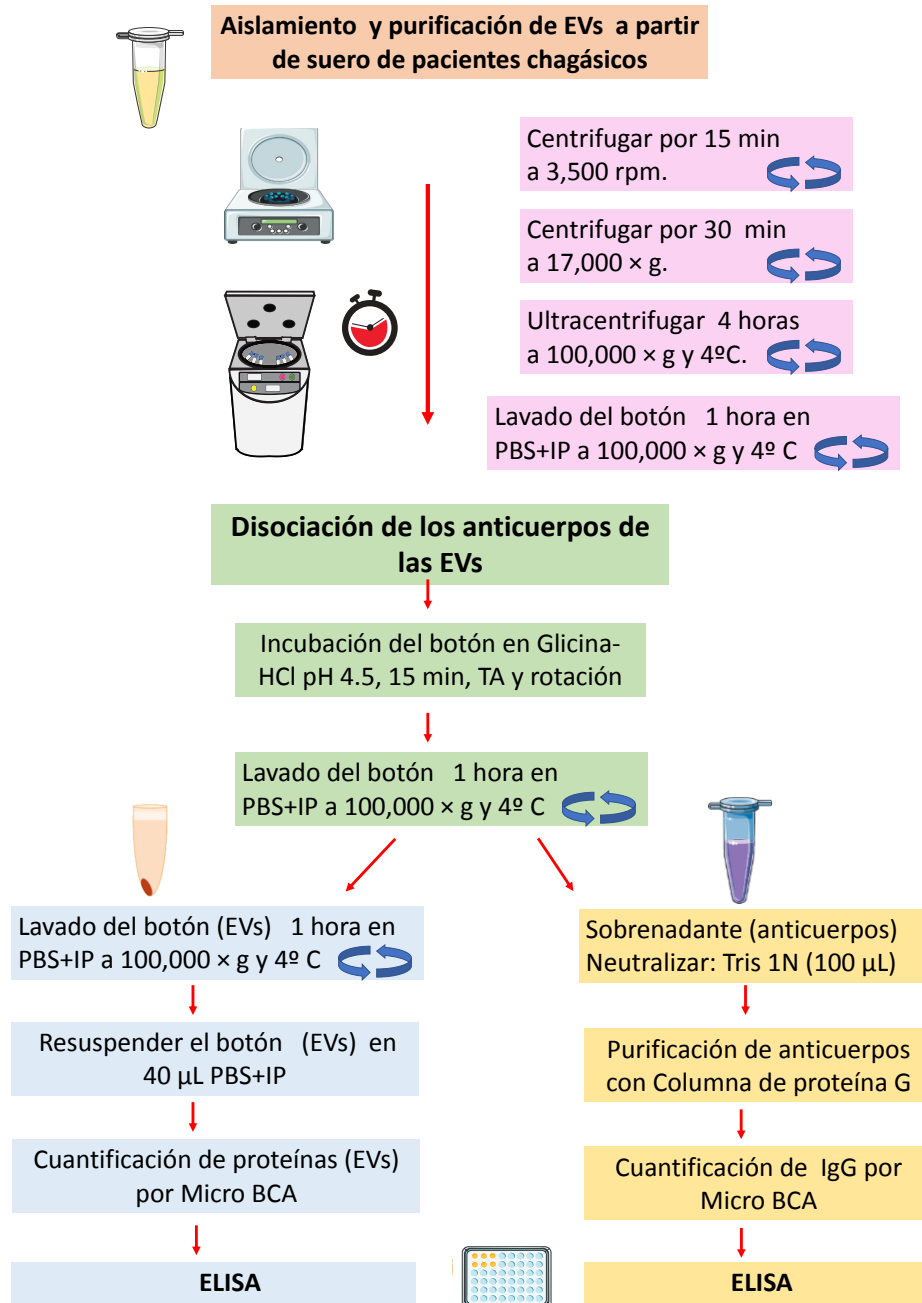 Aislamiento y purificación de EVs a partir
de suero de pacientes chagásicos
Centrifugar por 15 min
a 3,500 rpm.
Centrifugar por 30 min
a 17,000 × g.
Ultracentrifugar 4 horas
a 100,000 × g y 4ºC.
Lavado del botón 1 hora en
PBS+IP a 100,000 × g y 4º C
Disociación de los anticuerpos de
las EVs
Incubación del botón en Glicina-
HCl pH 4.5, 15 min, TA y rotación
Lavado del botón 1 hora en
PBS+IP a 100,000 × g y 4º C
Lavado del botón (EVs) 1 hora en
PBS+IP a 100,000 × g y 4º C
Resuspender el botón (EVs) en
40 µL PBS+IP
Cuantificación de proteínas (EVs)
por Micro BCA
ELISA
Sobrenadante (anticuerpos)
Neutralizar: Tris 1N (100 µL)
Purificación de anticuerpos
con Columna de proteína G
Cuantificación de IgG por
Micro BCA
ELISA